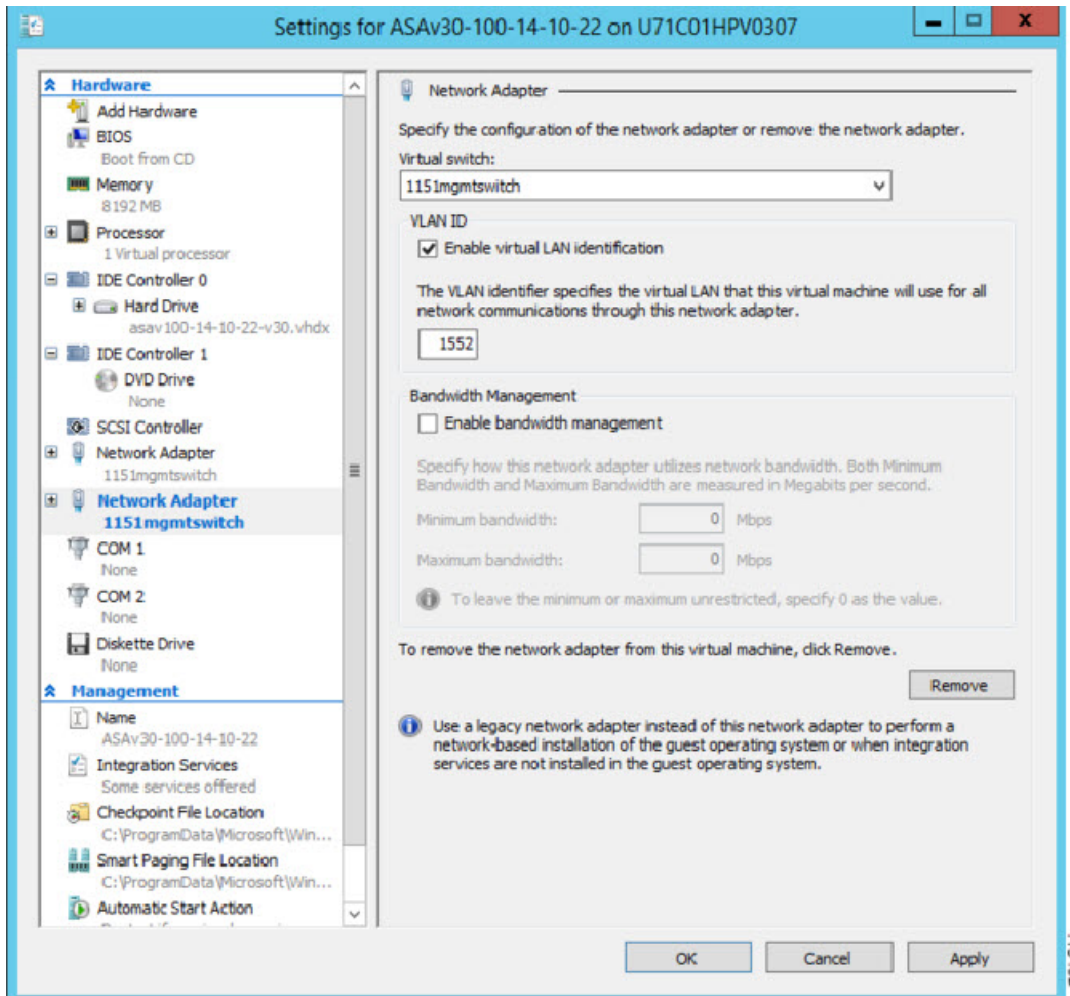 Settings for ASAv30-100-14-10-22 on U71C01HPV0307
Hardware
Add Hardware
BIOS
Boot from CD
Memory
8192 MB
Processor
1 Virtual processor
IDE Controller 0
Hard Drive
asav100-14-10-22-v30.vhdx
IDE Controller 1
DVD Drive
None
SCSI Controller
Network Adapter
1151mgmtswitch
Network Adapter
1151mgmtswitch
COM 1
None
COM 2
None
Diskette Drive
None
Management
Name
ASAv30-100-14-10-22
Integration Services
Some services offered
Checkpoint File Location
C:\ProgramData\Microsoft\Win...
Smart Paging File Location
C:\ProgramData\Microsoft\Win...
Automatic Start Action
Network Adapter
Specify the configuration of the network adapter or remove the network adapter.
Virtual switch:
1151mgmtswitch
VLAN ID
Enable virtual LAN identification
The VLAN identifier specifies the virtual LAN that this virtual machine will use for all
network communications through this network adapter.
1552
Bandwidth Management
Enable bandwidth management
Specify how this network adapter utilizes network bandwidth. Both Minimum
Bandwidth and Maximum Bandwidth are measured in Megabits per second.
Minimum bandwidth: 0 Mbps
Maximum bandwidth: 0 Mbps
To leave the minimum or maximum unrestricted, specify 0 as the value.
To remove the network adapter from this virtual machine, click Remove.
Remove
Use a legacy network adapter instead of this network adapter to perform a
network-based installation of the guest operating system or when integration
services are not installed in the guest operating system.
OK Cancel Apply